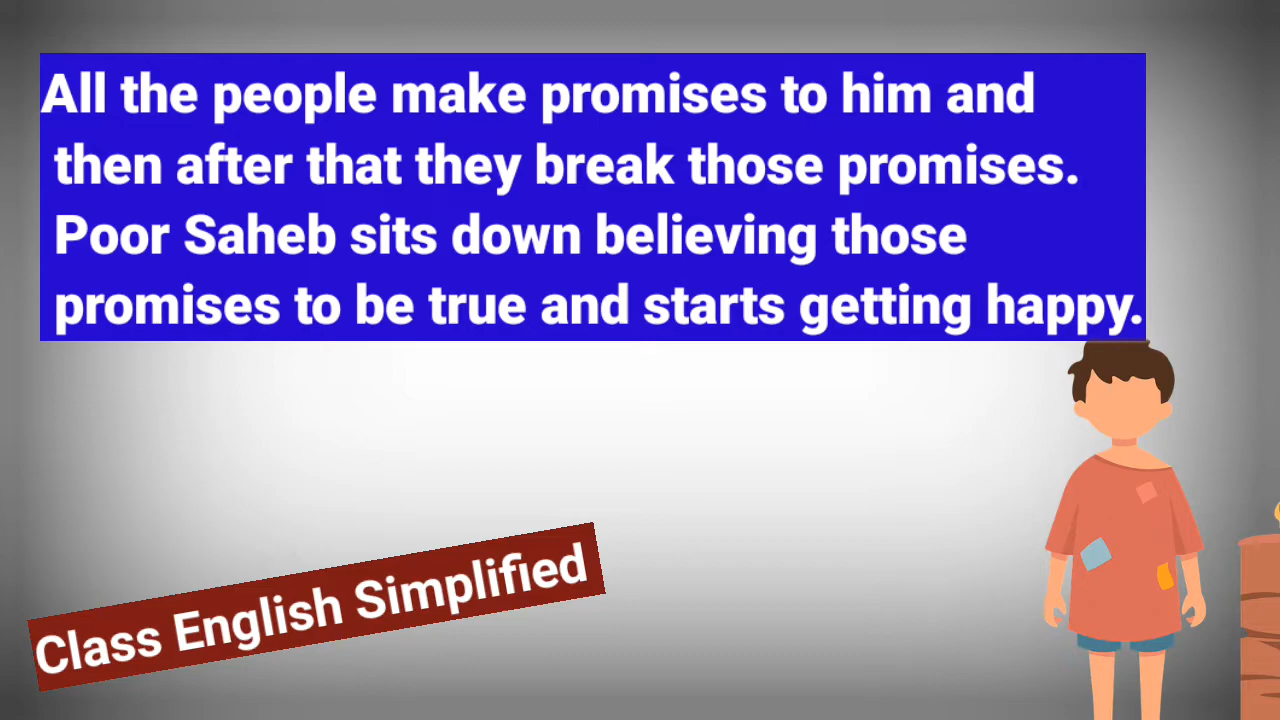 All the people make promises to him and
then after that they break those promises.
Poor Saheb sits down believing those
promises to be true and starts getting happy.
Class English Simplified